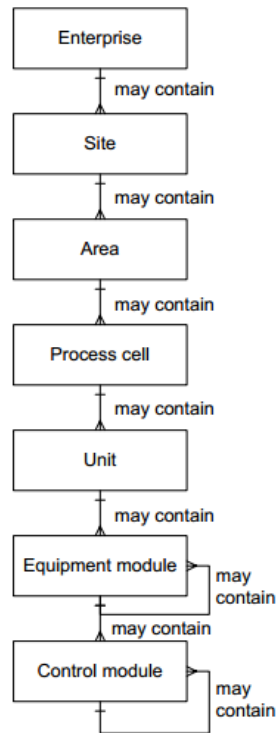 Enterprise
may contain
Site
may contain
Area
may contain
Process cell
may contain
Unit
may contain
Equipment module
may
contain
may contain
Control module
may
contain